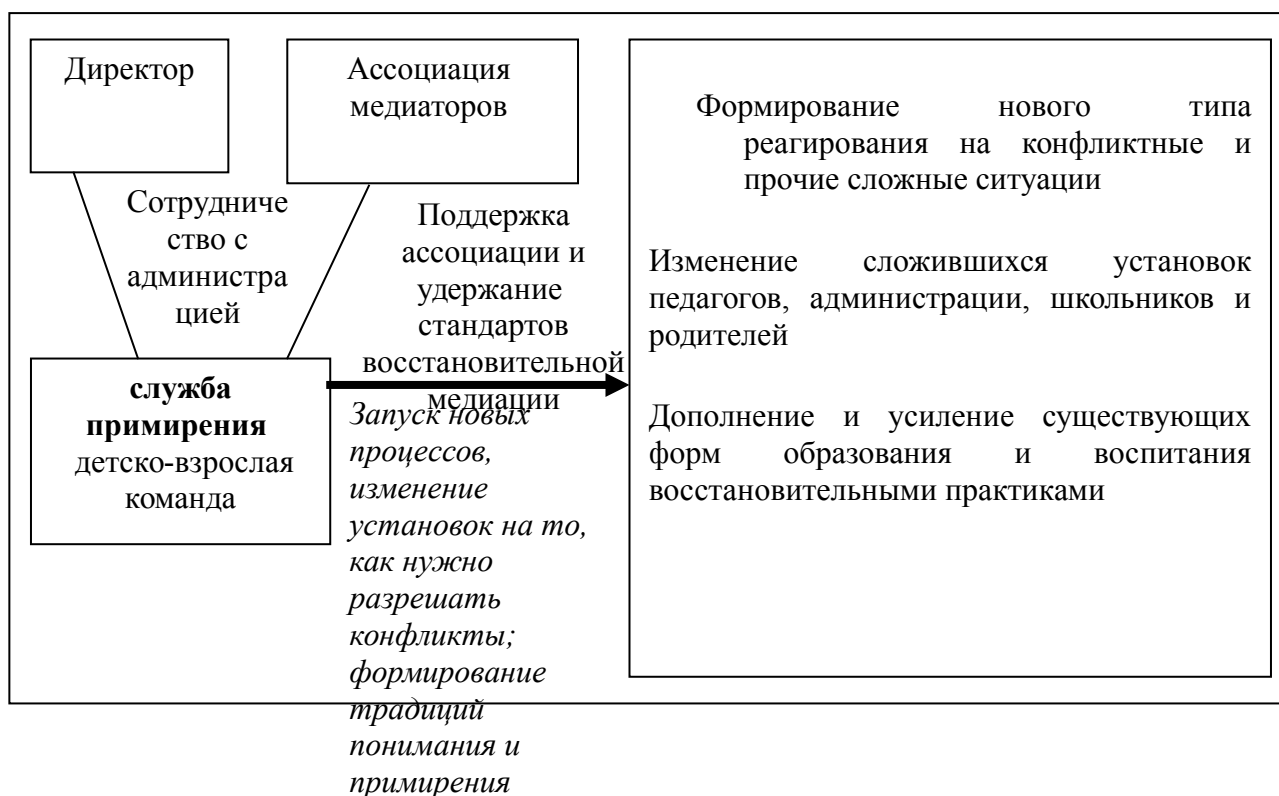 Директор
Ассоциация
медиаторов
Сотрудниче
ство с
администра
цией
Поддержка
ассоциации и
удержание
стандартов
восстановительной
медиации
служба
примирения
детско-взрослая
команда
Запуск новых
процессов,
изменение
установок на то,
как нужно
разрешать
конфликты;
формирование
традиций
понимания и
примирения
Формирование нового типа
реагирования на конфликтные и
прочие сложные ситуации
Изменение сложившихся установок
педагогов, администрации, школьников и
родителей
Дополнение и усиление существующих
форм образования и воспитания
восстановительными практиками